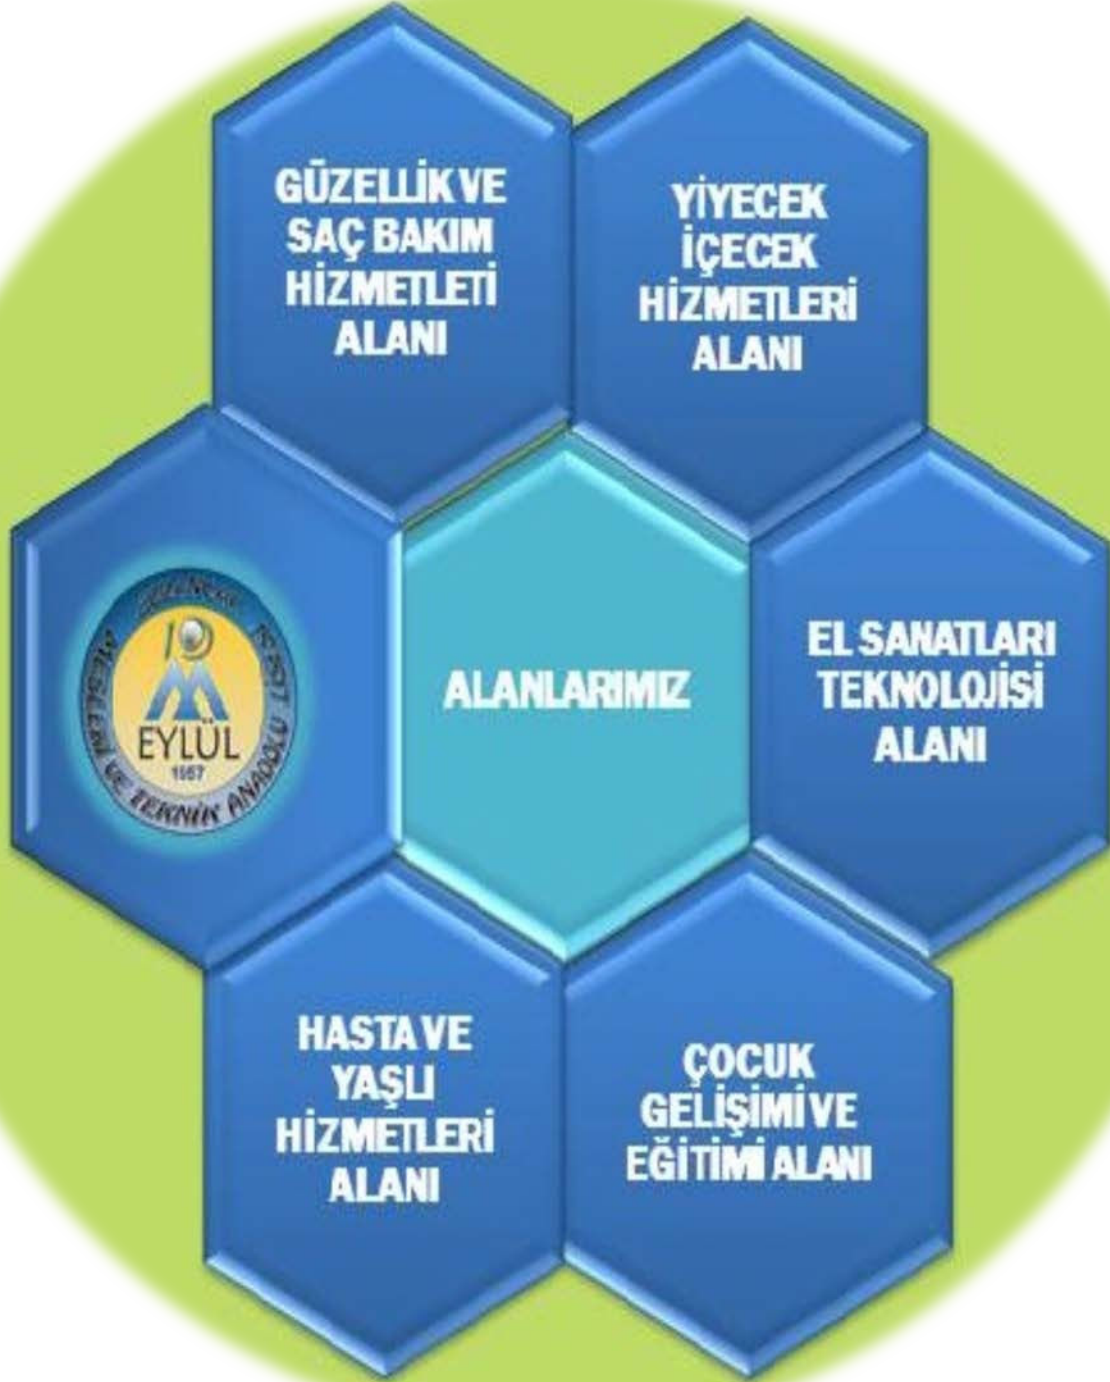 GÜZELLİK VE
SAÇ BAKIM
HİZMETLETİ
ALANI
YİYECEK
İÇECEK
HİZMETLERİ
ALANI
19
EYLÜL
1957
MESLEKİ VE TEKNİK ANADOLU
ALANLARIMIZ
EL SANATLARI
TEKNOLOJİSİ
ALANI
HASTA VE
YAŞLI
HİZMETLERİ
ALANI
ÇOCUK
GELİŞİMİ VE
EĞİTİMİ ALANI